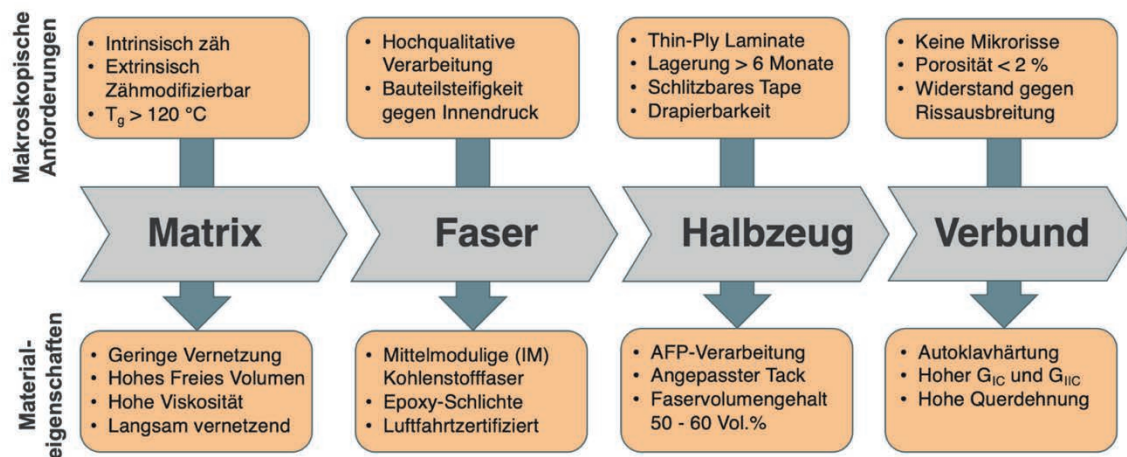 Makroskopische
Anforderungen
• Intrinsisch zäh
• Extrinsisch
Zähmodifizierbar
• Tg > 120 °C
• Hochqualitative
Verarbeitung
• Bauteilsteifigkeit
gegen Innendruck
• Thin-Ply Laminate
• Lagerung > 6 Monate
• Schlitzbares Tape
• Drapierbarkeit
• Keine Mikrorisse
• Porosität < 2 %
• Widerstand gegen
Rissausbreitung
Matrix
Faser
Halbzeug
Verbund
Material-
eigenschaften
• Geringe Vernetzung
• Hohes Freies Volumen
• Hohe Viskosität
• Langsam vernetzend
• Mittelmodulige (IM)
Kohlenstofffaser
• Epoxy-Schlichte
• Luftfahrtzertifiziert
• AFP-Verarbeitung
• Angepasster Tack
• Faservolumengehalt
50 - 60 Vol.%
• Autoklavhärtung
• Hoher GIC und GIIC
• Hohe Querdehnung